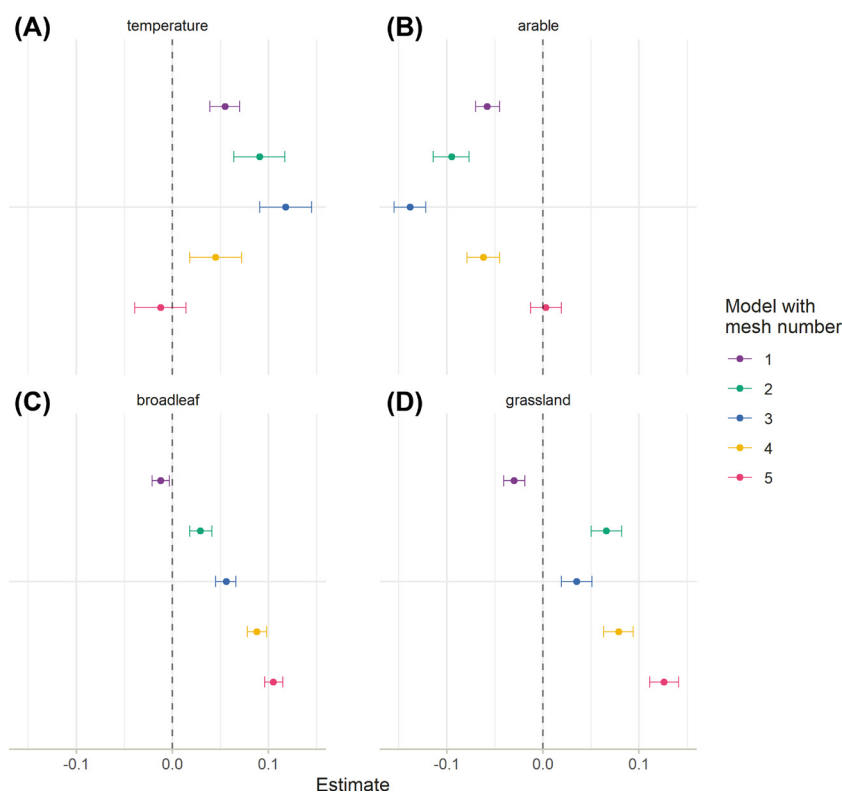 (A)
temperature
(B)
arable
(C)
broadleaf
(D)
grassland
Model with
mesh number
1
2
3
4
5
-0.1 0.0 0.1
-0.1 0.0 0.1
Estimate